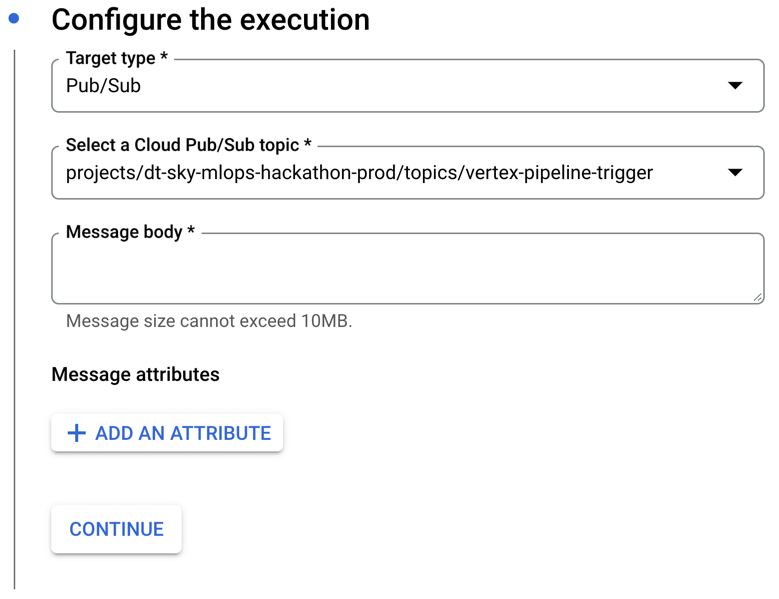 Configure the execution
Target type *
Pub/Sub
Select a Cloud Pub/Sub topic *
projects/dt-sky-mlops-hackathon-prod/topics/vertex-pipeline-trigger
Message body *
Message size cannot exceed 10MB.
Message attributes
+ ADD AN ATTRIBUTE
CONTINUE